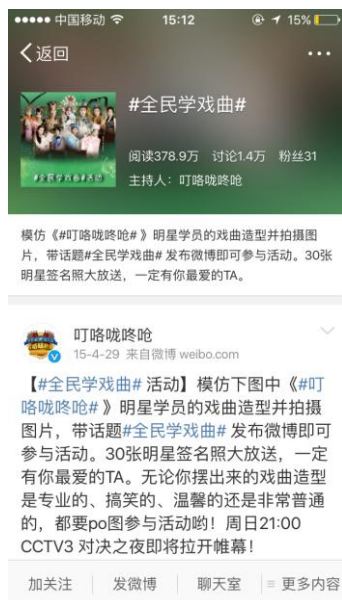 中国移动 15:12 15%
返回
#全民学戏曲#
阅读378.9万 讨论1.4万 粉丝31
#全民学戏曲#活动
主持人：叮咯咙咚呛
模仿《#叮咯咙咚呛#》明星学员的戏曲造型并拍摄图
片，带话题#全民学戏曲# 发布微博即可参与活动。30张
明星签名照大放送，一定有你最爱的TA。
叮咯咙咚呛
15-4-29 来自微博 weibo.com
【#全民学戏曲# 活动】模仿下图中《#叮
咯咙咚呛# 》明星学员的戏曲造型并拍摄
图片，带话题#全民学戏曲# 发布微博即可
参与活动。30张明星签名照大放送，一定
有你最爱的TA。无论你摆出来的戏曲造型
是专业的、搞笑的、温馨的还是非常普通
的，都要po图参与活动哟！周日21:00
CCTV3 对决之夜即将拉开帷幕！
加关注 发微博 聊天室 更多内容